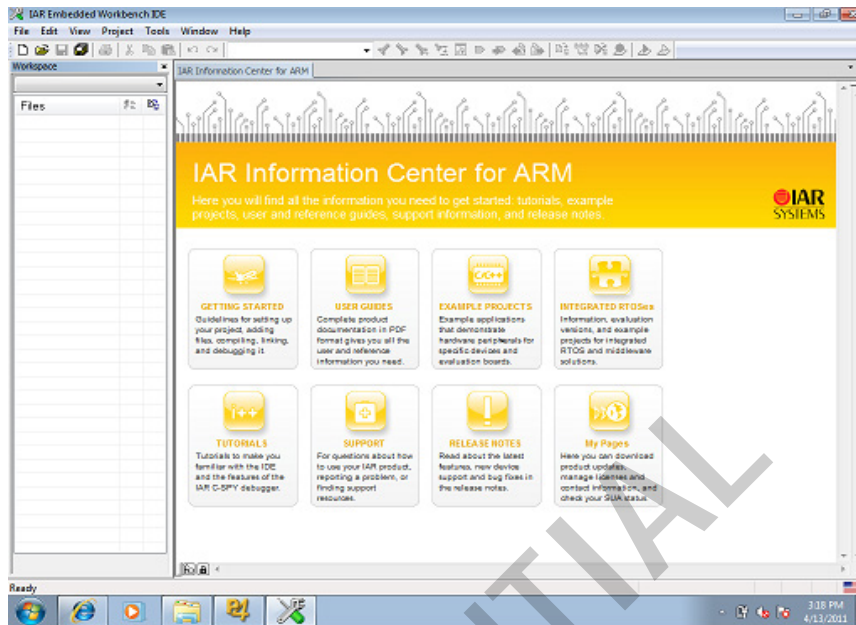 IAR Embedded Workbench IDE
File Edit View Project Tools Window Help
Workspace
IAR Information Center for ARM
Files
IAR Information Center for ARM
Here you will find all the information you need to get started: tutorials, example
projects, user and reference guides, support information, and release notes.
IAR
SYSTEMS
GETTING STARTED
Guidelines for setting up
your project, adding
files, compiling, linking,
and debugging it.
USER GUIDES
Complete product
documentation in PDF
format gives you all the
user and reference
information you need.
C/C++
EXAMPLE PROJECTS
Example applications
that demonstrate
hardware peripherals for
specific devices and
evaluation boards.
INTEGRATED RTOSes
Information, evaluation
versions, and example
projects for integrated
RTOS and middleware
solutions.
i++
TUTORIALS
Tutorials to make you
familiar with the IDE
and the features of the
IAR C-SPY debugger.
SUPPORT
For questions about how
to use your IAR product,
reporting a problem, or
finding support
resources.
RELEASE NOTES
Read about the latest
features, new device
support and bug fixes in
the release notes.
My Pages
Here you can download
product updates,
manage licenses and
contact information, and
check your SUA status.
Ready
3:18 PM
4/13/2011
NTIAL